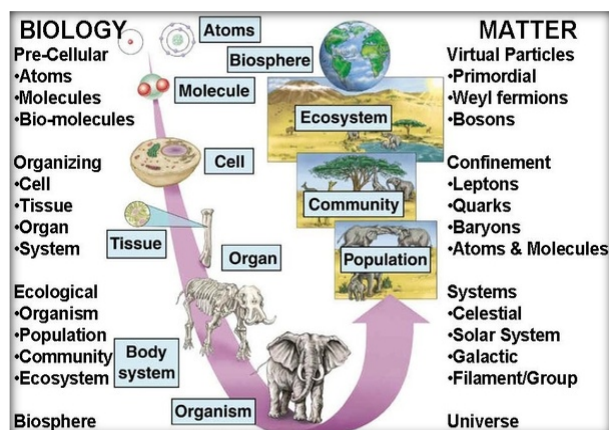 BIOLOGY
Pre-Cellular
•Atoms
•Molecules
•Bio-molecules
Organizing
•Cell
•Tissue
•Organ
•System
Ecological
•Organism
•Population
•Community
•Ecosystem
Biosphere
Atoms
Molecule
Cell
Tissue
Organ
Body
system
Organism
Biosphere
Ecosystem
Community
Population
MATTER
Virtual Particles
•Primordial
•Weyl fermions
•Bosons
Confinement
•Leptons
•Quarks
•Baryons
•Atoms & Molecules
Systems
•Celestial
•Solar System
•Galactic
•Filament/Group
Universe